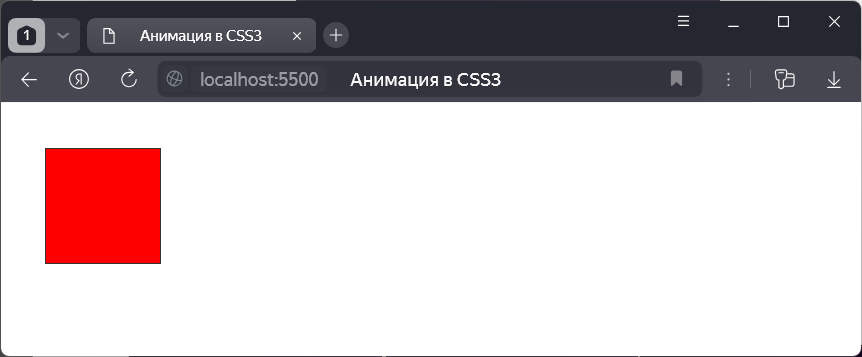 1
Анимация в CSS3
Я
localhost:5500 Анимация в CSS3